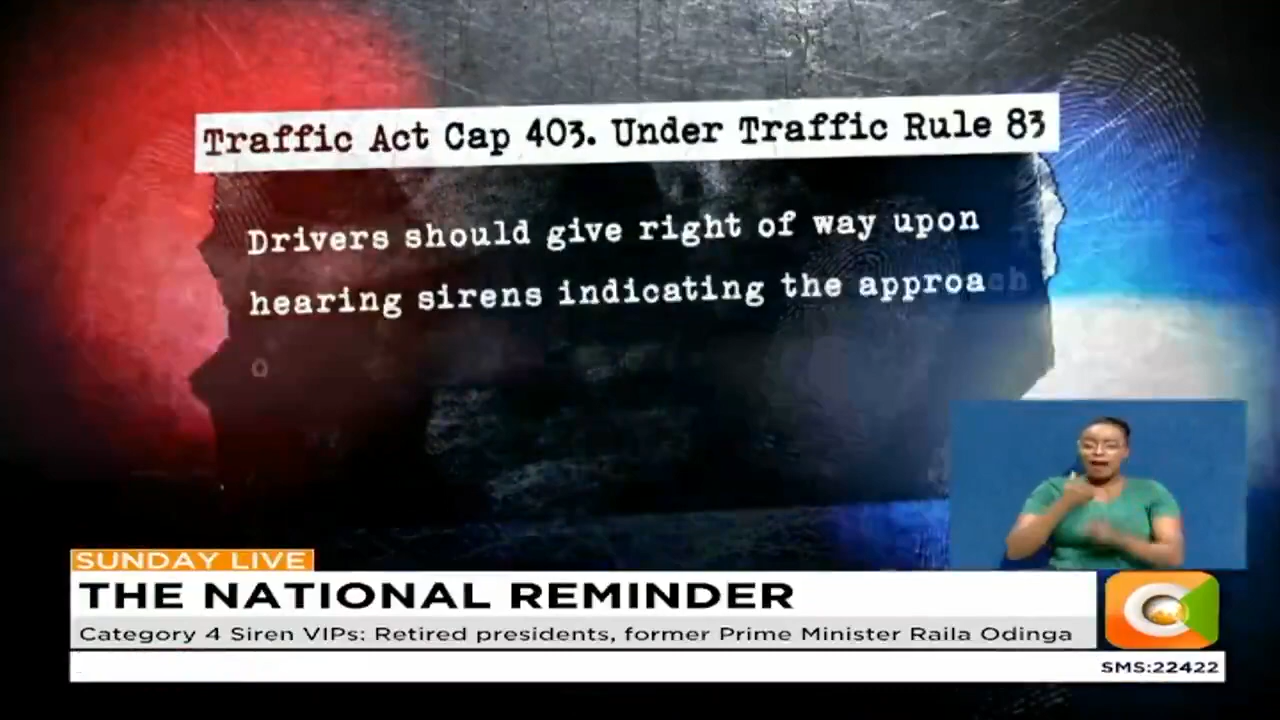 Traffic Act Cap 403. Under Traffic Rule 83
Drivers should give right of way upon
hearing sirens indicating the approach
o
SUNDAY LIVE
THE NATIONAL REMINDER
Category 4 Siren VIPs: Retired presidents, former Prime Minister Raila Odinga
SMS:22422